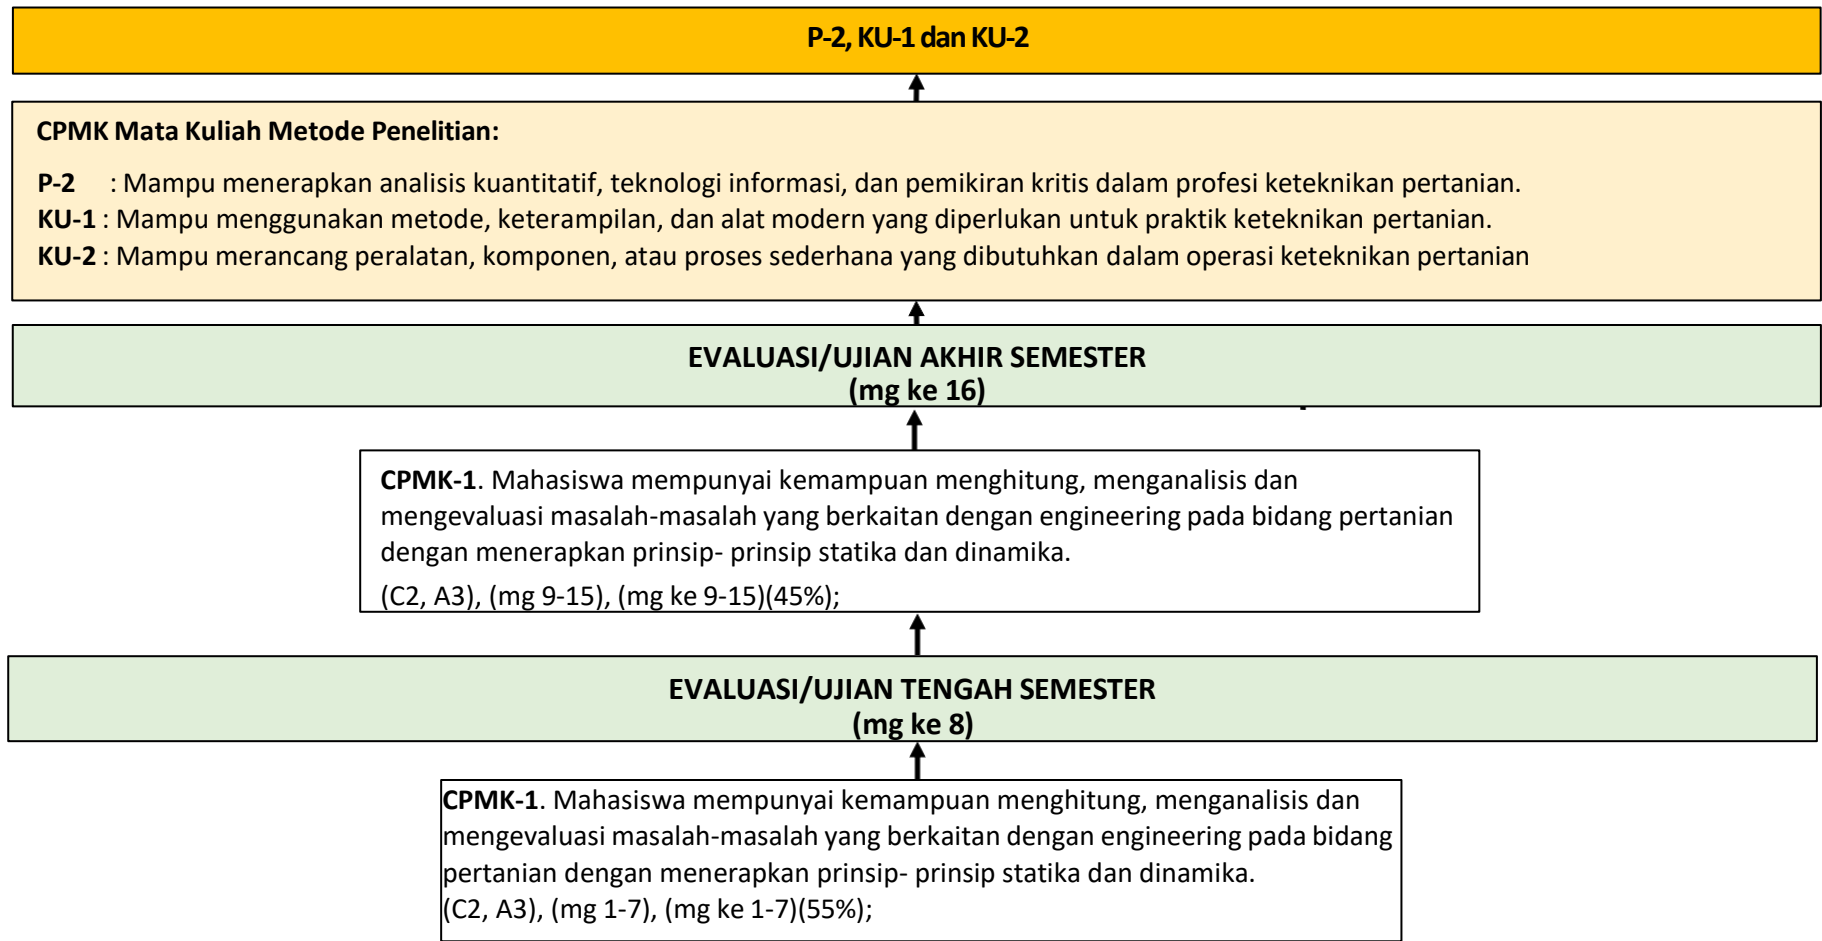 P-2, KU-1 dan KU-2
CPMK Mata Kuliah Metode Penelitian:
P-2 : Mampu menerapkan analisis kuantitatif, teknologi informasi, dan pemikiran kritis dalam profesi keteknikan pertanian.
KU-1 : Mampu menggunakan metode, keterampilan, dan alat modern yang diperlukan untuk praktik keteknikan pertanian.
KU-2 : Mampu merancang peralatan, komponen, atau proses sederhana yang dibutuhkan dalam operasi keteknikan pertanian
EVALUASI/UJIAN AKHIR SEMESTER
(mg ke 16)
CPMK-1. Mahasiswa mempunyai kemampuan menghitung, menganalisis dan
mengevaluasi masalah-masalah yang berkaitan dengan engineering pada bidang pertanian
dengan menerapkan prinsip- prinsip statika dan dinamika.
(C2, A3), (mg 9-15), (mg ke 9-15)(45%);
EVALUASI/UJIAN TENGAH SEMESTER
(mg ke 8)
CPMK-1. Mahasiswa mempunyai kemampuan menghitung, menganalisis dan
mengevaluasi masalah-masalah yang berkaitan dengan engineering pada bidang
pertanian dengan menerapkan prinsip- prinsip statika dan dinamika.
(C2, A3), (mg 1-7), (mg ke 1-7)(55%);